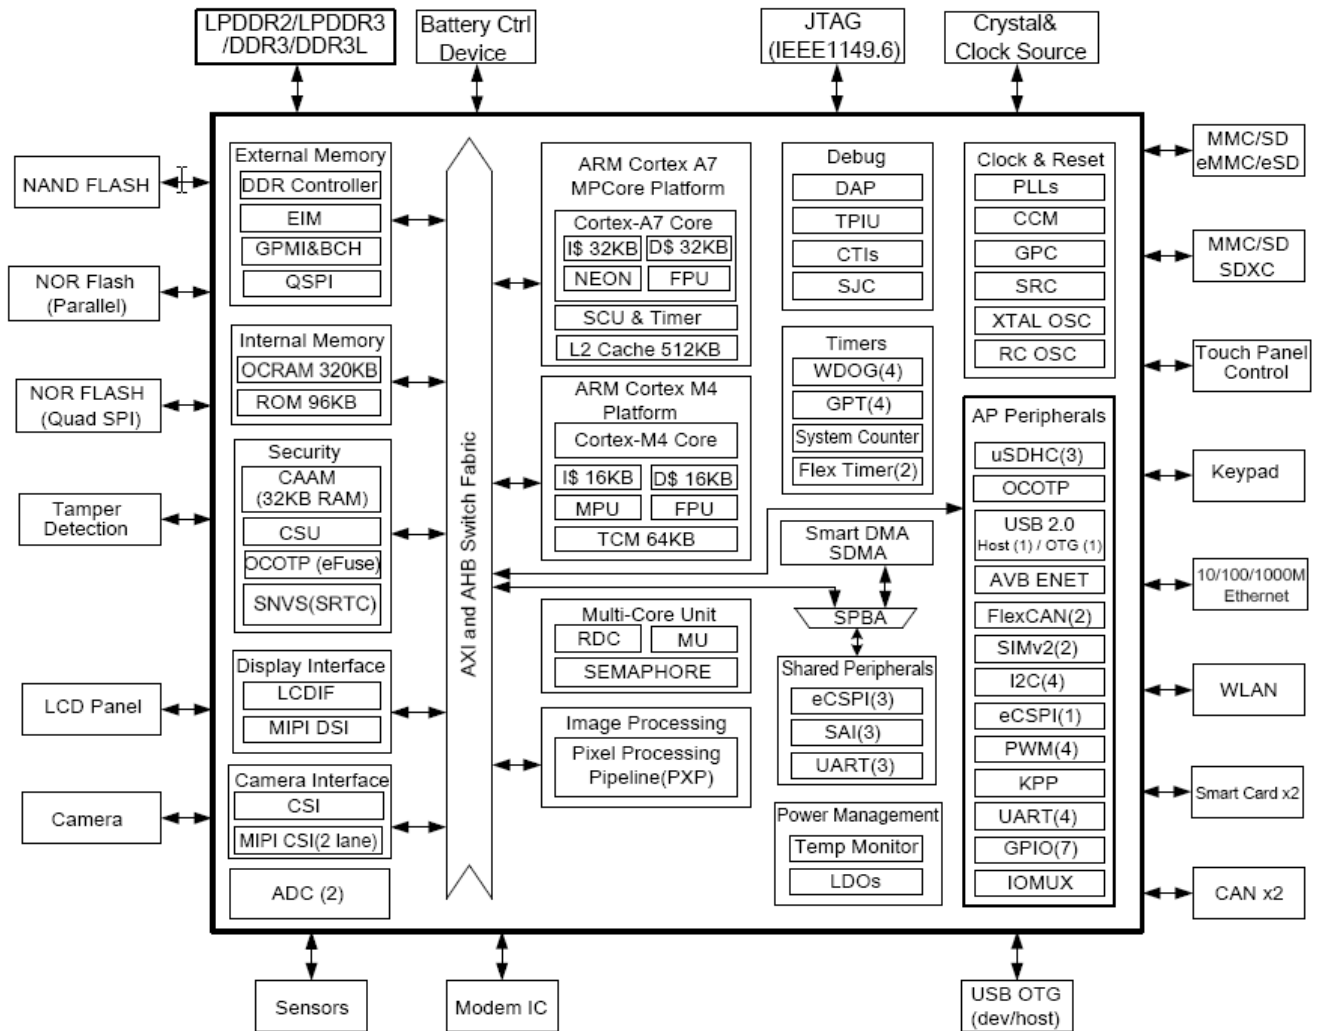 LPDDR2/LPDDR3
/DDR3/DDR3L
Battery Ctrl
Device
JTAG
(IEEE1149.6)
Crystal&
Clock Source
NAND FLASH
NOR Flash
(Parallel)
NOR FLASH
(Quad SPI)
Tamper
Detection
LCD Panel
Camera
External Memory
DDR Controller
EIM
GPMI&BCH
QSPI
Internal Memory
OCRAM 320KB
ROM 96KB
Security
CAAM
(32KB RAM)
CSU
OCOTP (eFuse)
SNVS(SRTC)
Display Interface
LCDIF
MIPI DSI
Camera Interface
CSI
MIPI CSI(2 lane)
ADC (2)
AXI and AHB Switch Fabric
ARM Cortex A7
MPCore Platform
Cortex-A7 Core
I$ 32KB
D$ 32KB
NEON
FPU
SCU & Timer
L2 Cache 512KB
ARM Cortex M4
Platform
Cortex-M4 Core
I$ 16KB
D$ 16KB
MPU
FPU
TCM 64KB
Multi-Core Unit
RDC
MU
SEMAPHORE
Image Processing
Pixel Processing
Pipeline(PXP)
Debug
DAP
TPIU
CTIs
SJC
Timers
WDOG(4)
GPT(4)
System Counter
Flex Timer(2)
Smart DMA
SDMA
SPBA
Shared Peripherals
eCSPI(3)
SAI(3)
UART(3)
Power Management
Temp Monitor
LDOs
Clock & Reset
PLLs
CCM
GPC
SRC
XTAL OSC
RC OSC
AP Peripherals
uSDHC(3)
OCOTP
USB 2.0
Host (1) / OTG (1)
AVB ENET
FlexCAN(2)
SIMv2(2)
I2C(4)
eCSPI(1)
PWM(4)
KPP
UART(4)
GPIO(7)
IOMUX
MMC/SD
eMMC/eSD
MMC/SD
SDXC
Touch Panel
Control
Keypad
10/100/1000M
Ethernet
WLAN
Smart Card x2
CAN x2
Sensors
Modem IC
USB OTG
(dev/host)